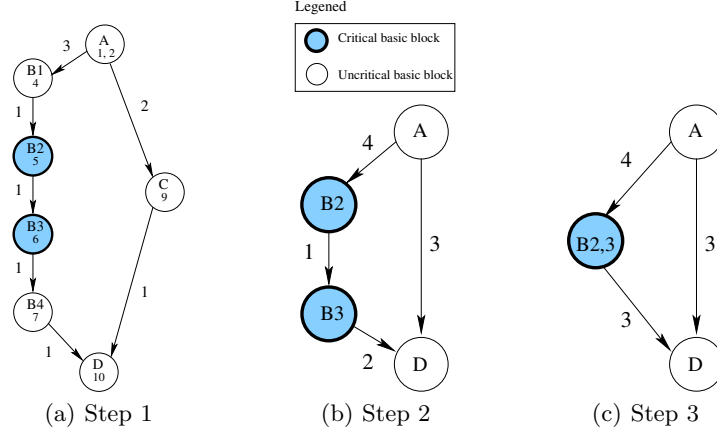 Legened
Critical basic block
Uncritical basic block
A
1, 2
3
B1
4
2
1
B2
5
1
C
9
B3
6
1
1
B4
7
1
D
10
(a) Step 1
A
4
B2
3
1
B3
2
D
(b) Step 2
A
4
B2,3
3
3
D
(c) Step 3